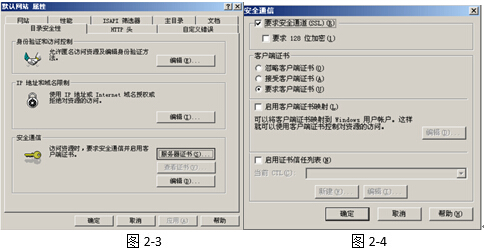 默认网站 属性
网站 性能 ISAPI 筛选器 主目录 文档
目录安全性 HTTP 头 自定义错误
身份验证和访问控制
允许匿名访问资源及编辑身份验证方法。
编辑(E)...
IP 地址和域名限制
使用 IP 地址或 Internet 域名授权或
拒绝对资源的访问。
编辑(I)...
安全通信
访问资源时，要求安全通信并启用客户端证书。
服务器证书(S)...
查看证书(V)...
编辑(D)...
确定 取消 应用(A) 帮助
图 2-3
安全通信
要求安全通道(SSL)(R)
要求 128 位加密(1)
客户端证书
忽略客户端证书(I)
接受客户端证书(A)
要求客户端证书(U)
启用客户端证书映射(E)
可以将客户端证书映射到 Windows 用户帐户。这样
就可以使用客户端证书控制对资源的访问。
编辑(D)...
启用证书信任列表(N)
当前 CTL(C):
新建(W)... 编辑(T)...
确定 取消 帮助(H)
图 2-4